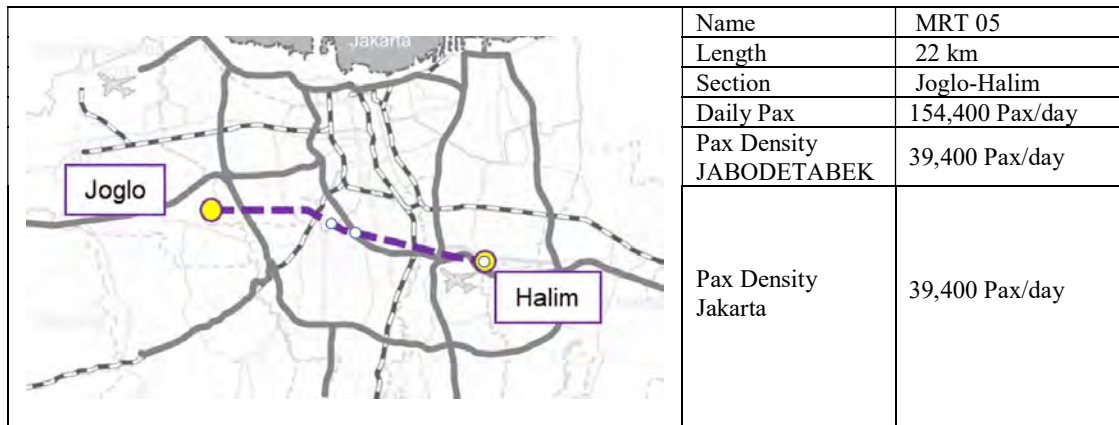 Jakarta
Joglo
Halim
Name MRT 05
Length 22 km
Section Joglo-Halim
Daily Pax 154,400 Pax/day
Pax Density
JABODETABEK 39,400 Pax/day
Pax Density
Jakarta 39,400 Pax/day